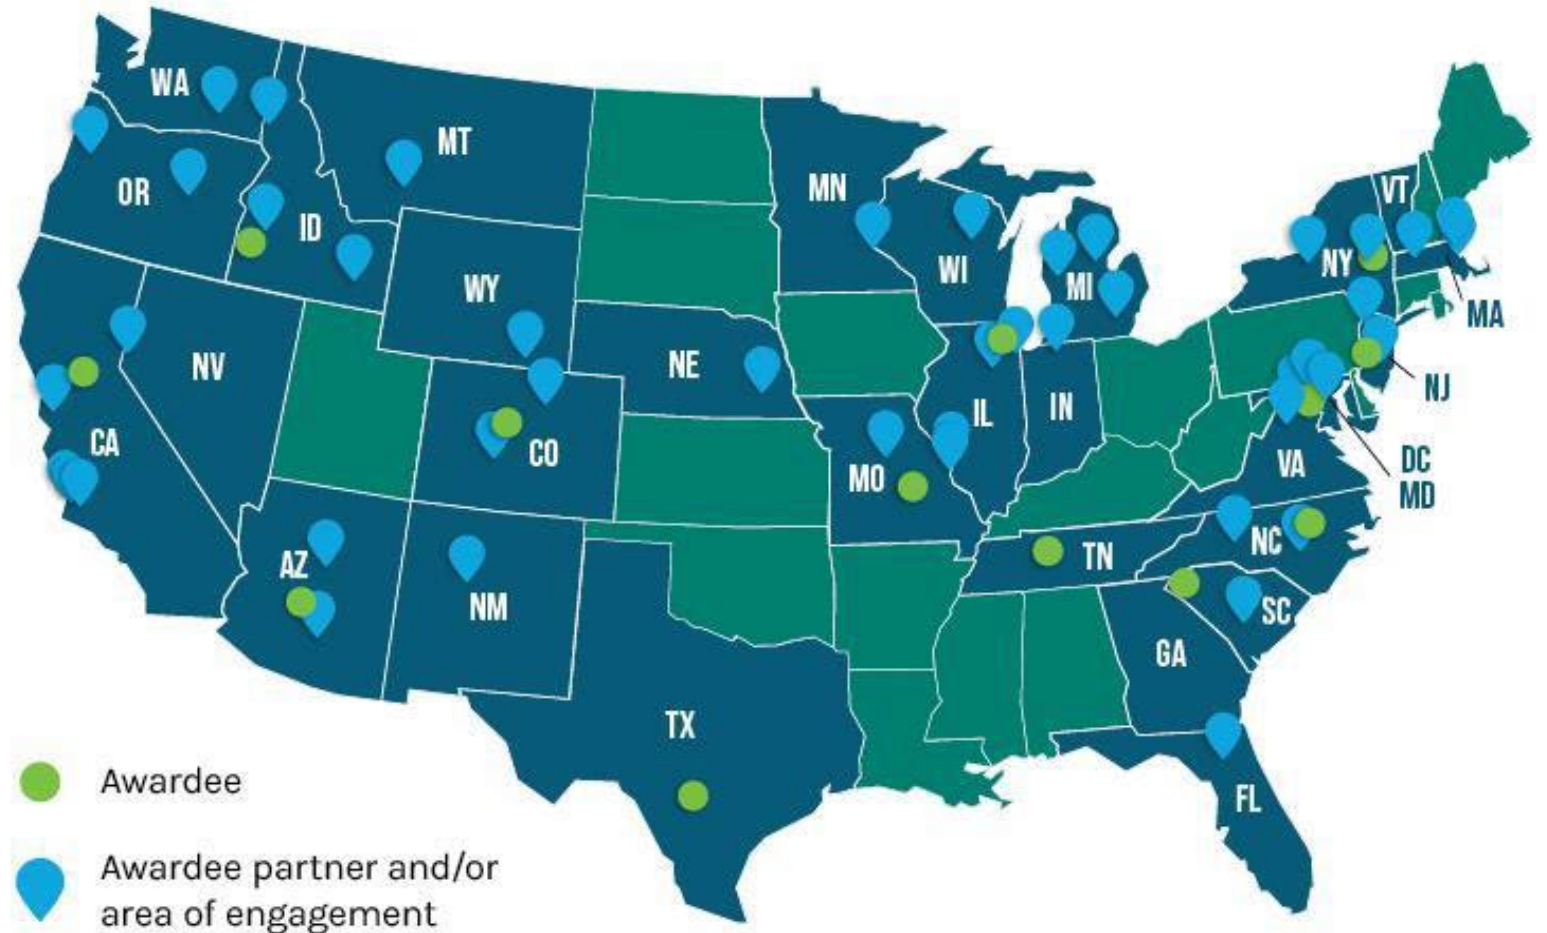 WA
MT
OR
ID
WY
NV
CA
CO
NE
MN
WI
MI
IL
IN
MO
AZ
NM
TX
TN
NC
SC
GA
FL
VA
NY
VT
MA
NJ
DC
MD
Awardee
Awardee partner and/or
area of engagement